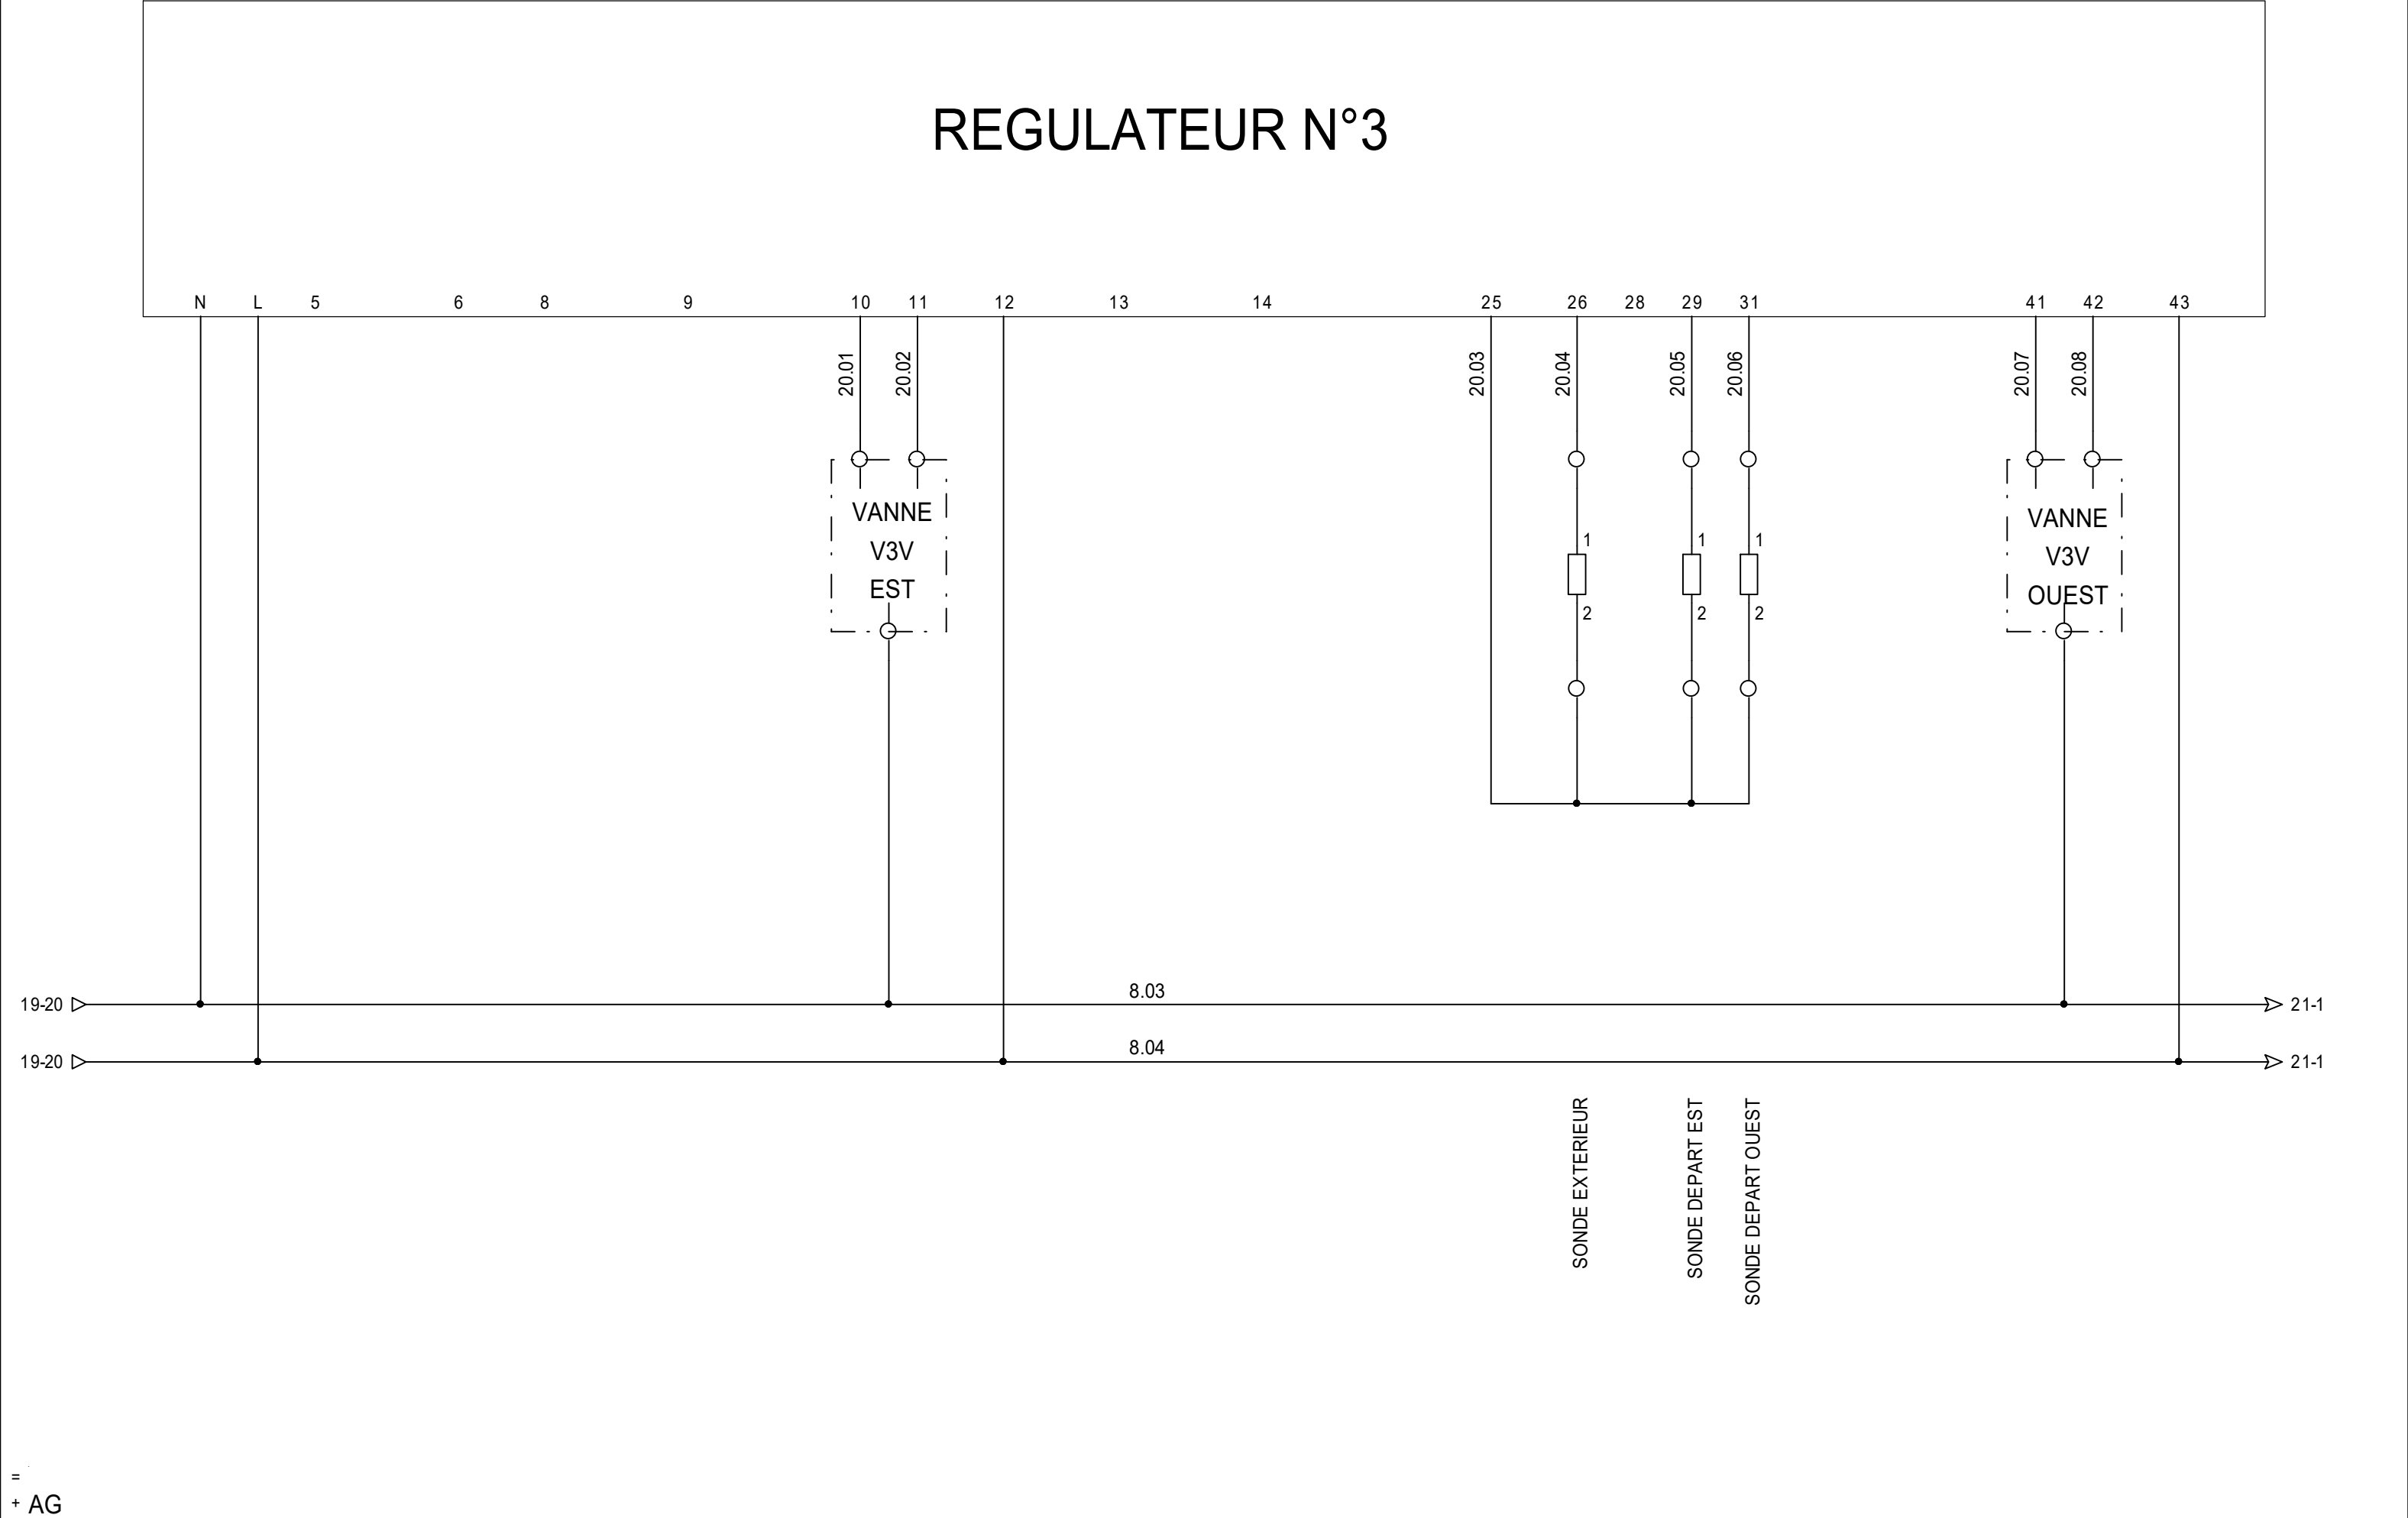 REGULATEUR N°3
N L 5 6 8 9 10 11 12 13 14 25 26 28 29 31 41 42 43
20.01 20.02 20.03 20.04 20.05 20.06 20.07 20.08
VANNE
V3V
EST
1 1 1
2 2 2
VANNE
V3V
OUEST
19-20 8.03 21-1
19-20 8.04 21-1
SONDE EXTERIEUR
SONDE DEPART EST
SONDE DEPART OUEST
=
+ AG